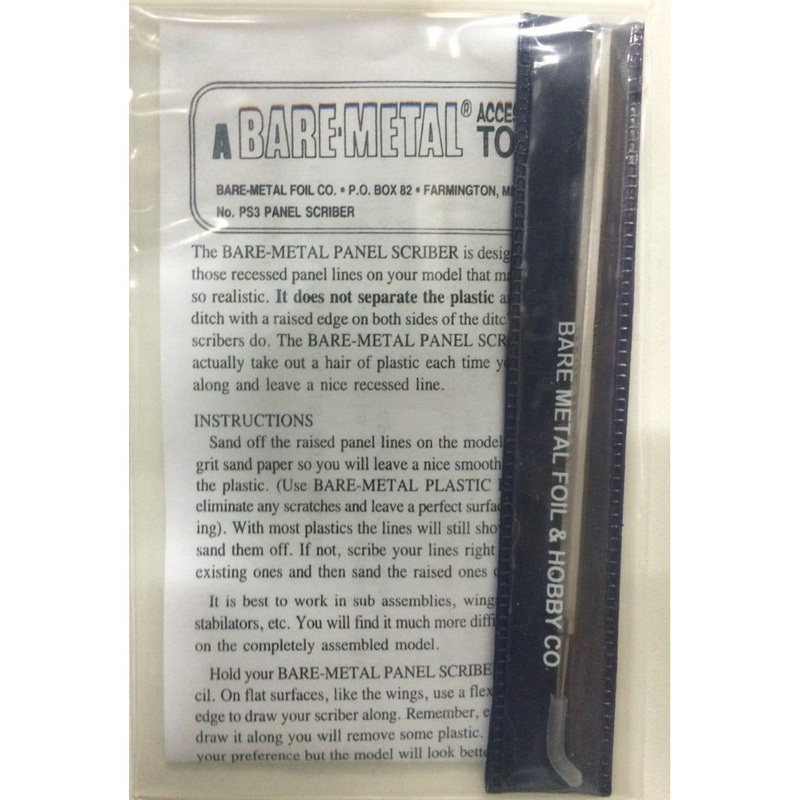 A BARE-METAL® ACCES
TO
BARE-METAL FOIL CO. • P.O. BOX 82 • FARMINGTON, M
No. PS3 PANEL SCRIBER
The BARE-METAL PANEL SCRIBER is desig
those recessed panel lines on your model that ma
so realistic. It does not separate the plastic a
ditch with a raised edge on both sides of the ditc
scribers do. The BARE-METAL PANEL SCR
actually take out a hair of plastic each time y
along and leave a nice recessed line.
INSTRUCTIONS
Sand off the raised panel lines on the model
grit sand paper so you will leave a nice smooth
the plastic. (Use BARE-METAL PLASTIC
eliminate any scratches and leave a perfect surfa
ing). With most plastics the lines will still sho
sand them off. If not, scribe your lines right
existing ones and then sand the raised ones
It is best to work in sub assemblies, wing
stabilators, etc. You will find it much more diffi
on the completely assembled model.
Hold your BARE-METAL PANEL SCRIBE
cil. On flat surfaces, like the wings, use a flex
edge to draw your scriber along. Remember, e
draw it along you will remove some plastic.
your preference but the model will look bette
BARE METAL FOIL & HOBBY CO